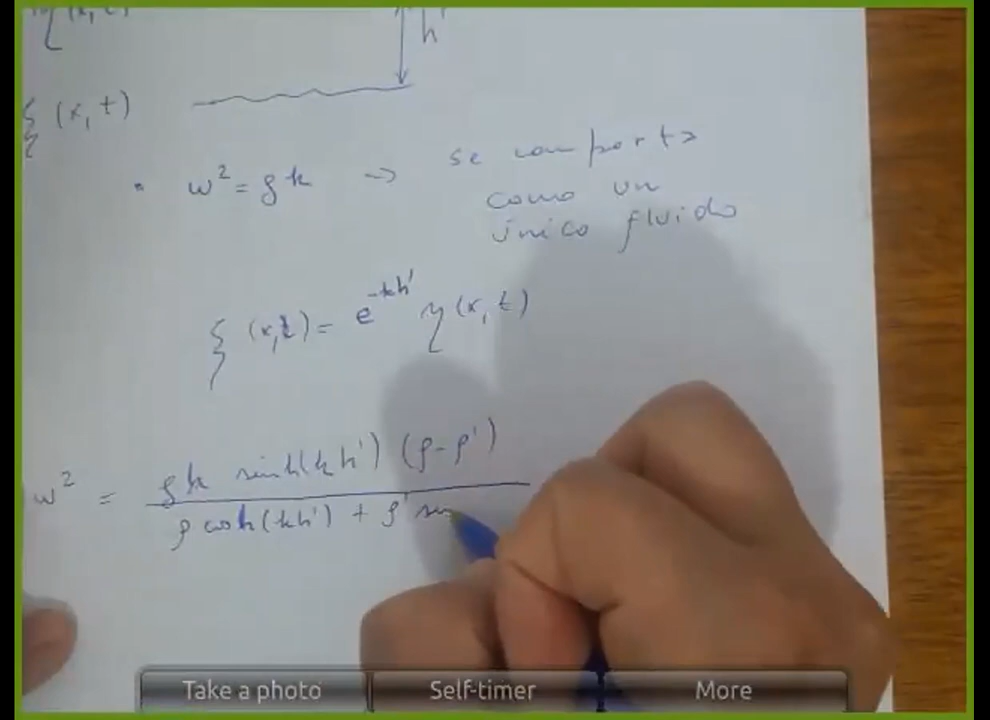 η(x,t)
h'
ξ (x,t)
• ω² = gk → se comporta
como un
único fluido
ξ (x,t) = e^{-kh'} η(x,t)
ω² = gk sinh(kh') (ρ-ρ')
ρ cosh(kh') + ρ' sin
Take a photo Self-timer More